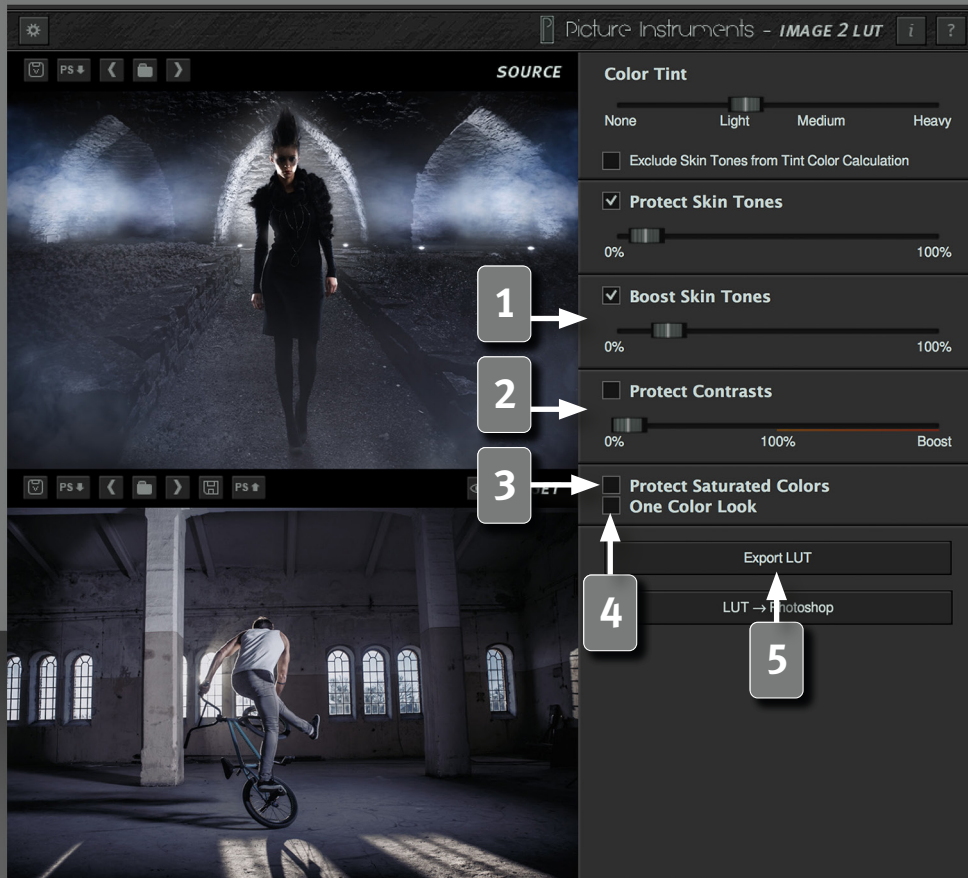 Picture Instruments - IMAGE 2 LUT
i
?
PS
SOURCE
Color Tint
None Light Medium Heavy
Exclude Skin Tones from Tint Color Calculation
Protect Skin Tones
0% 100%
1
Boost Skin Tones
0% 100%
2
Protect Contrasts
0% 100% Boost
PS
PS
3
Protect Saturated Colors
One Color Look
Export LUT
4
LUT → Photoshop
5